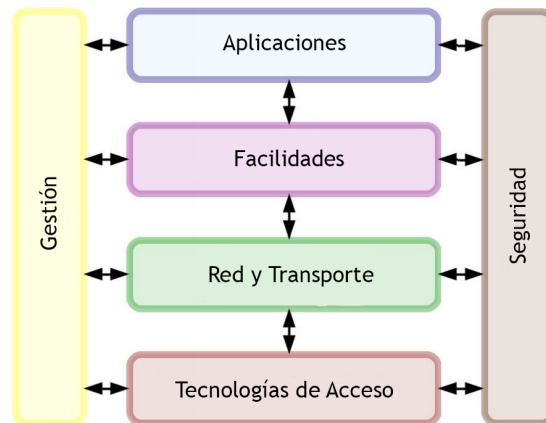 Gestión
Aplicaciones
Facilidades
Red y Transporte
Tecnologías de Acceso
Seguridad